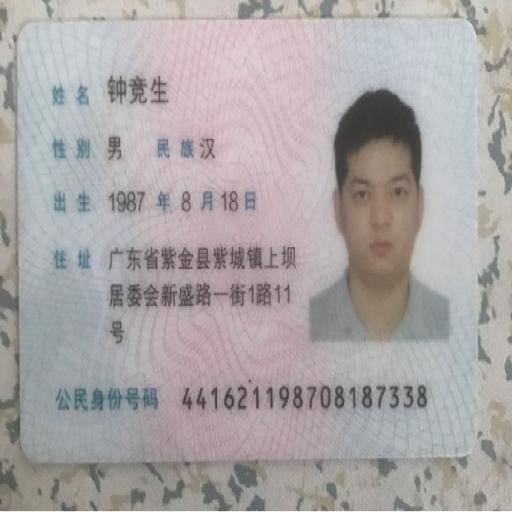 姓名 钟竞生
性别 男 民族 汉
出生 1987 年 8 月 18 日
住址 广东省紫金县紫城镇上坝
居委会新盛路一街1路11
号
公民身份号码 441621198708187338